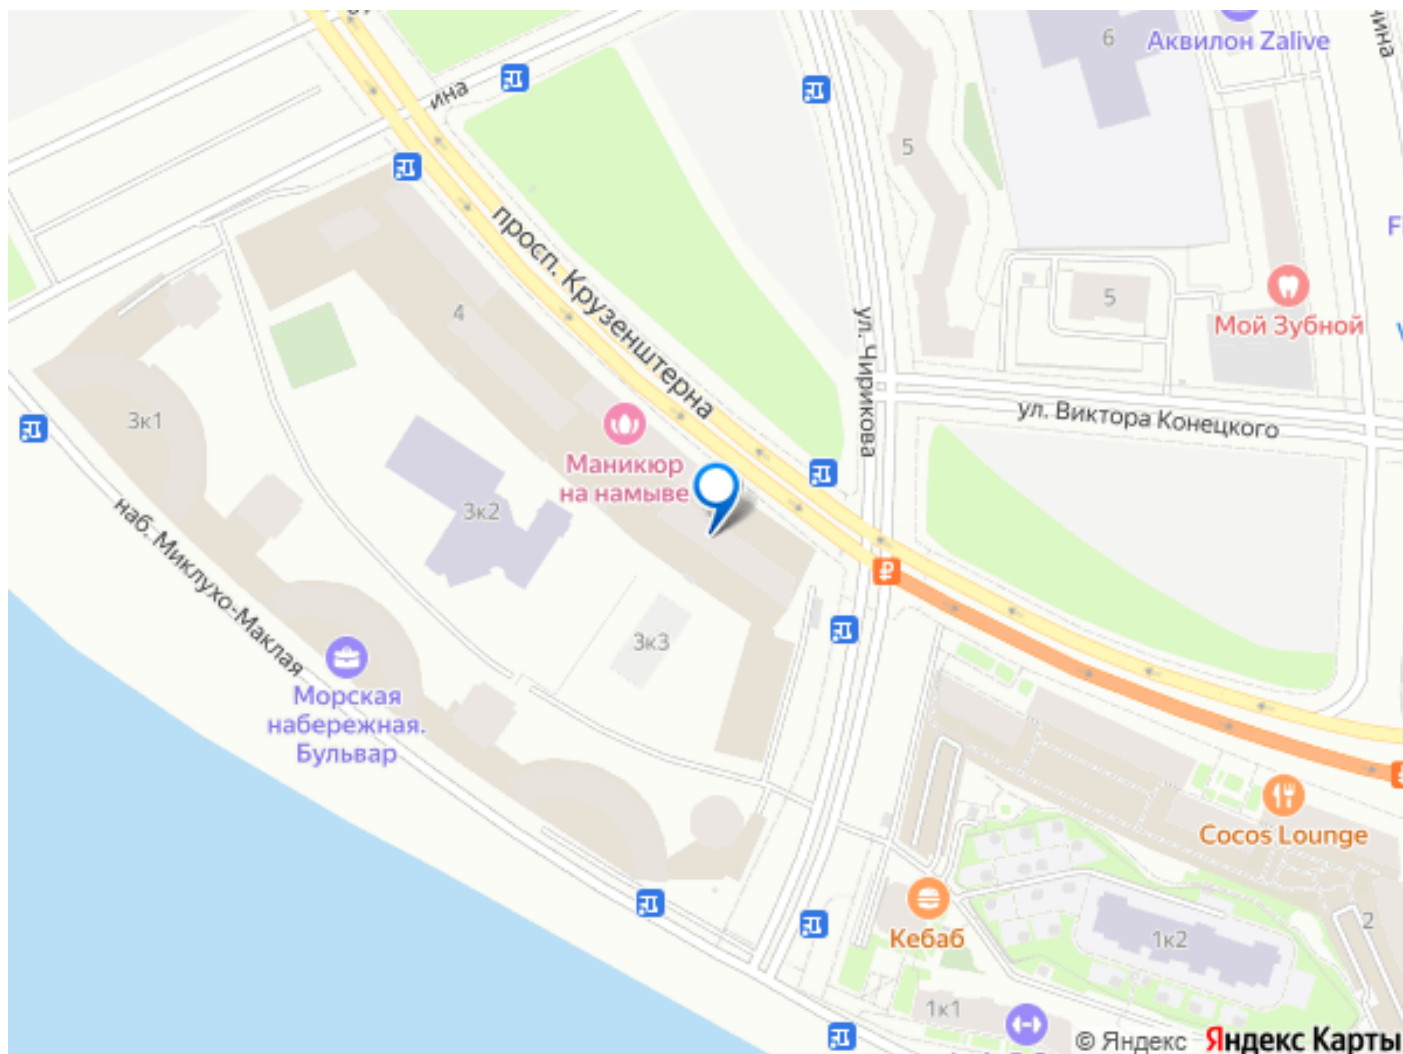 6
Аквилон Zalive
ина
чина
5
просп. Крузенштерна
4
5
Мой Зубной
ул. Чирикова
3к1
ул. Виктора Конецкого
Маникюр
на намыве
3к2
наб. Миклухо-Маклая
3к3
Морская
набережная.
Бульвар
Cocos Lounge
Кебаб
1к2
2
1к1
© Яндекс Яндекс Карты